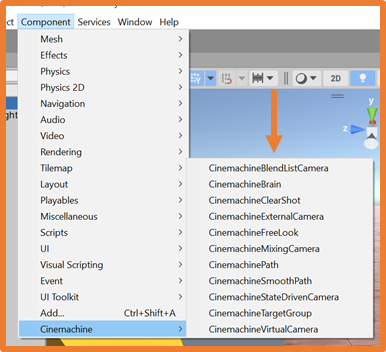 ect Component Services Window Help
Mesh
Effects
Physics
Physics 2D
Navigation
Audio
Video
Rendering
Tilemap
Layout
Playables
Miscellaneous
Scripts
UI
Visual Scripting
Event
UI Toolkit
Add... Ctrl+Shift+A
Cinemachine
2D
y
z
ght
CinemachineBlendListCamera
CinemachineBrain
CinemachineClearShot
CinemachineExternalCamera
CinemachineFreeLook
CinemachineMixingCamera
CinemachinePath
CinemachineSmoothPath
CinemachineStateDrivenCamera
CinemachineTargetGroup
CinemachineVirtualCamera